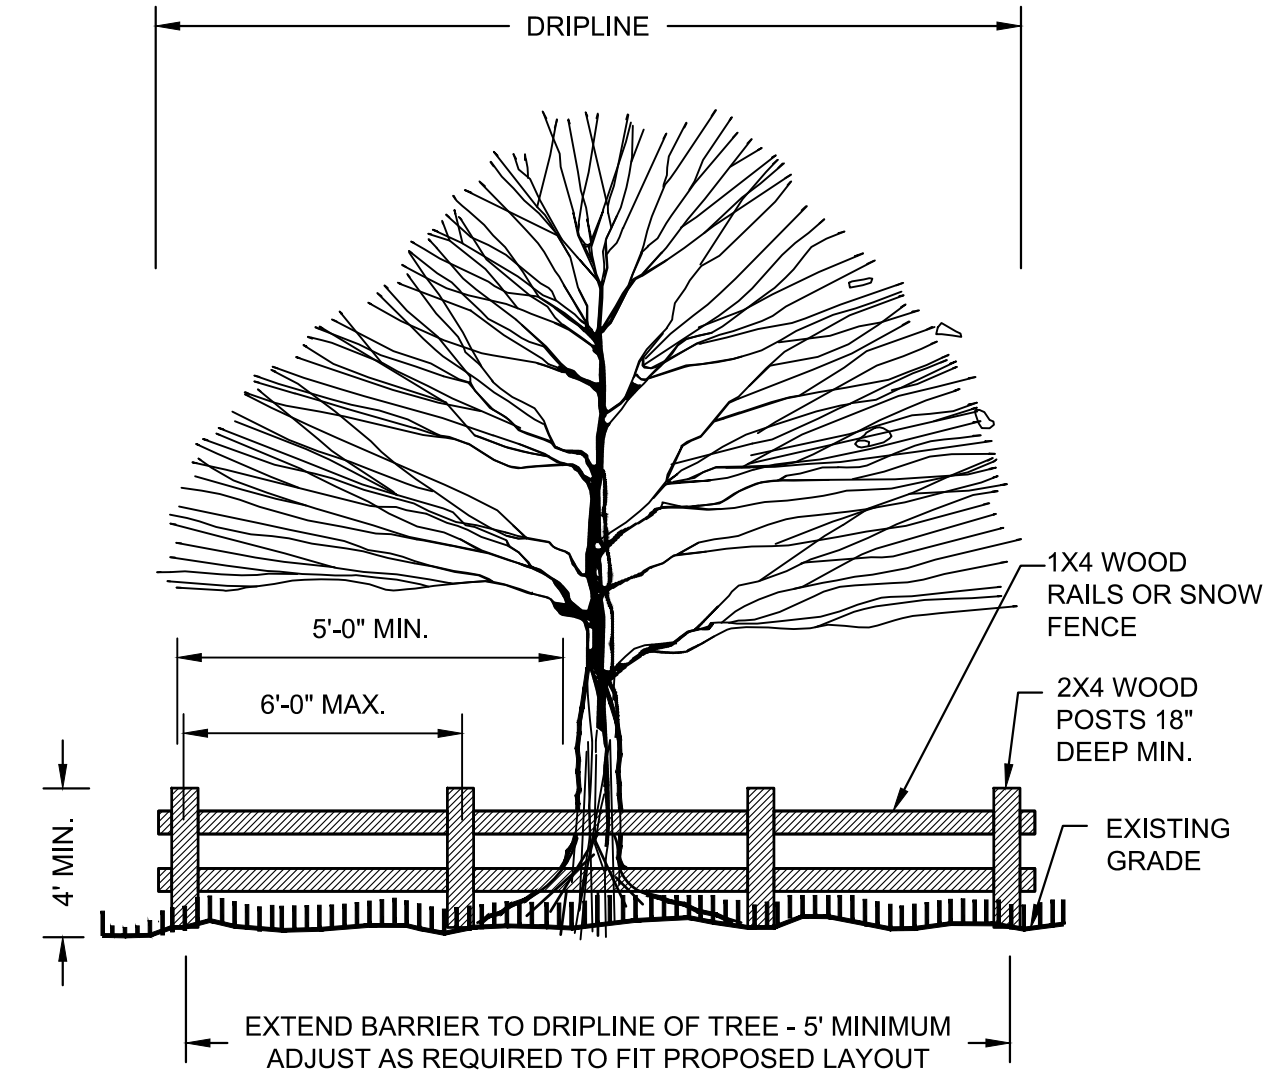 DRIPLINE
1X4 WOOD
RAILS OR SNOW
FENCE
5'-0" MIN.
6'-0" MAX.
2X4 WOOD
POSTS 18"
DEEP MIN.
4' MIN.
EXISTING
GRADE
EXTEND BARRIER TO DRIPLINE OF TREE - 5' MINIMUM
ADJUST AS REQUIRED TO FIT PROPOSED LAYOUT